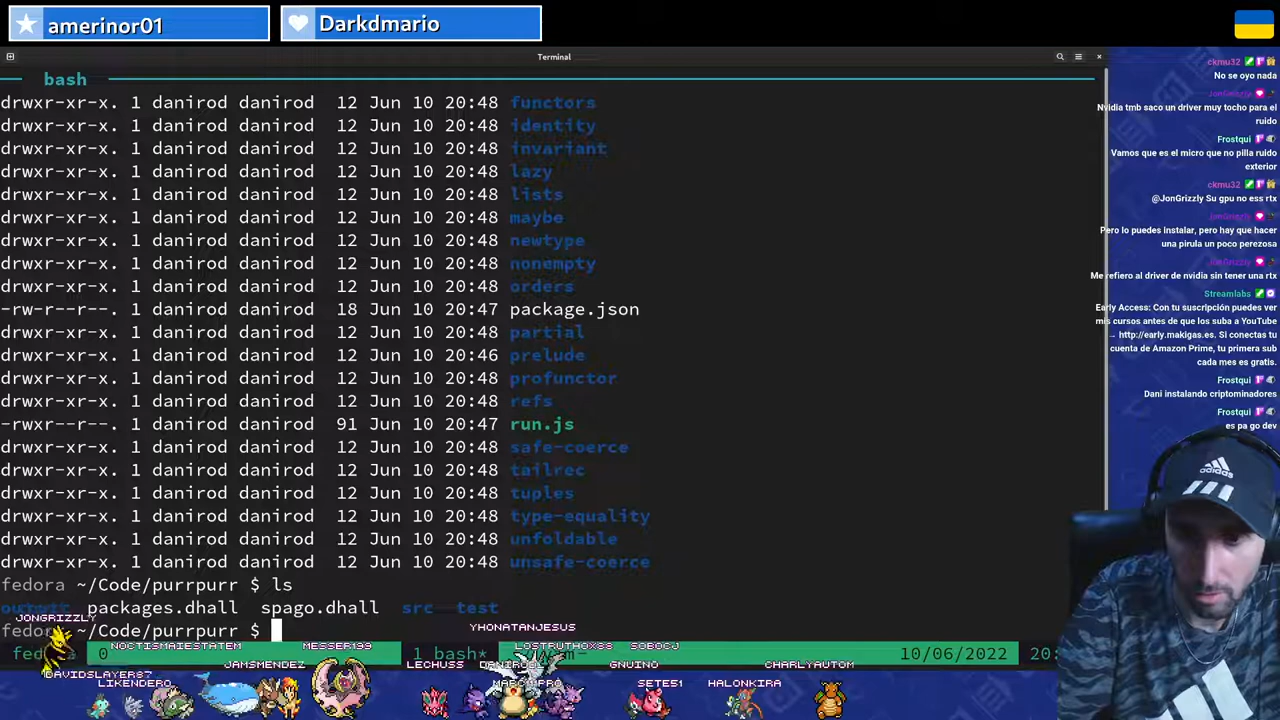 amerinor01
Darkdmario
Terminal
bash
drwxr-xr-x. 1 danirod danirod 12 Jun 10 20:48 functors
drwxr-xr-x. 1 danirod danirod 12 Jun 10 20:48 identity
drwxr-xr-x. 1 danirod danirod 12 Jun 10 20:48 invariant
drwxr-xr-x. 1 danirod danirod 12 Jun 10 20:48 lazy
drwxr-xr-x. 1 danirod danirod 12 Jun 10 20:48 lists
drwxr-xr-x. 1 danirod danirod 12 Jun 10 20:48 maybe
drwxr-xr-x. 1 danirod danirod 12 Jun 10 20:48 newtype
drwxr-xr-x. 1 danirod danirod 12 Jun 10 20:48 nonempty
drwxr-xr-x. 1 danirod danirod 12 Jun 10 20:48 orders
-rw-r--r--. 1 danirod danirod 18 Jun 10 20:47 package.json
drwxr-xr-x. 1 danirod danirod 12 Jun 10 20:48 partial
drwxr-xr-x. 1 danirod danirod 12 Jun 10 20:46 prelude
drwxr-xr-x. 1 danirod danirod 12 Jun 10 20:48 profunctor
drwxr-xr-x. 1 danirod danirod 12 Jun 10 20:48 refs
-rwxr--r--. 1 danirod danirod 91 Jun 10 20:47 run.js
drwxr-xr-x. 1 danirod danirod 12 Jun 10 20:48 safe-coerce
drwxr-xr-x. 1 danirod danirod 12 Jun 10 20:48 tailrec
drwxr-xr-x. 1 danirod danirod 12 Jun 10 20:48 tuples
drwxr-xr-x. 1 danirod danirod 12 Jun 10 20:48 type-equality
drwxr-xr-x. 1 danirod danirod 12 Jun 10 20:48 unfoldable
drwxr-xr-x. 1 danirod danirod 12 Jun 10 20:48 unsafe-coerce
fedora ~/Code/purrpurr $ ls
output packages.dhall spago.dhall src test
fedora ~/Code/purrpurr $
0 1 bash* 10/06/2022
JONGRIZZLY
YHONATANJESUS
NOCTISMAIESTATEM
MESSER199
LOSTRUTHOX88
SOBOCJ
JAMSMENDEZ
LECHUSS
GNUINO
CHARLYAUTOM
DAVIDSLAYERS87
LIKENDERO
SETE51
HALONKIRA
ckmu32
No se oyo nada
JonGrizzly
Nvidia tmb saco un driver muy tocho para el
ruido
Frostqui
Vamos que es el micro que no pilla ruido
exterior
ckmu32
@JonGrizzly Su gpu no ess rtx
JonGrizzly
Pero lo puedes instalar, pero hay que hacer
una pirula un poco perezosa
JonGrizzly
Me refiero al driver de nvidia sin tener una rtx
Streamlabs
Early Access: Con tu suscripción puedes ver
mis cursos antes de que los suba a YouTube
→ http://early.makigas.es. SI conectas tu
cuenta de Amazon Prime, tu primera sub
cada mes es gratis.
Frostqui
Dani instalando criptominadores
Frostqui
es pa go dev
adidas